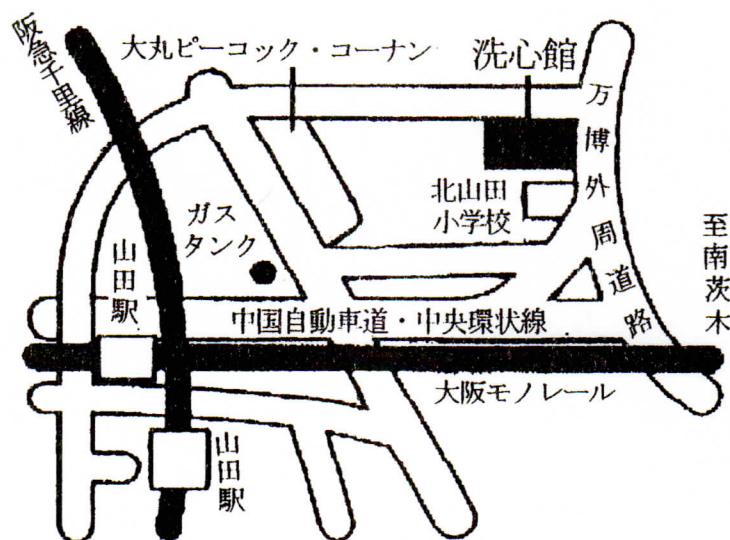 阪急千里線
大丸ピーコック・コーナン
洗心館
万博外周道路
北山田
小学校
ガス
タンク
至南茨木
山田駅
中国自動車道・中央環状線
大阪モノレール
山田駅